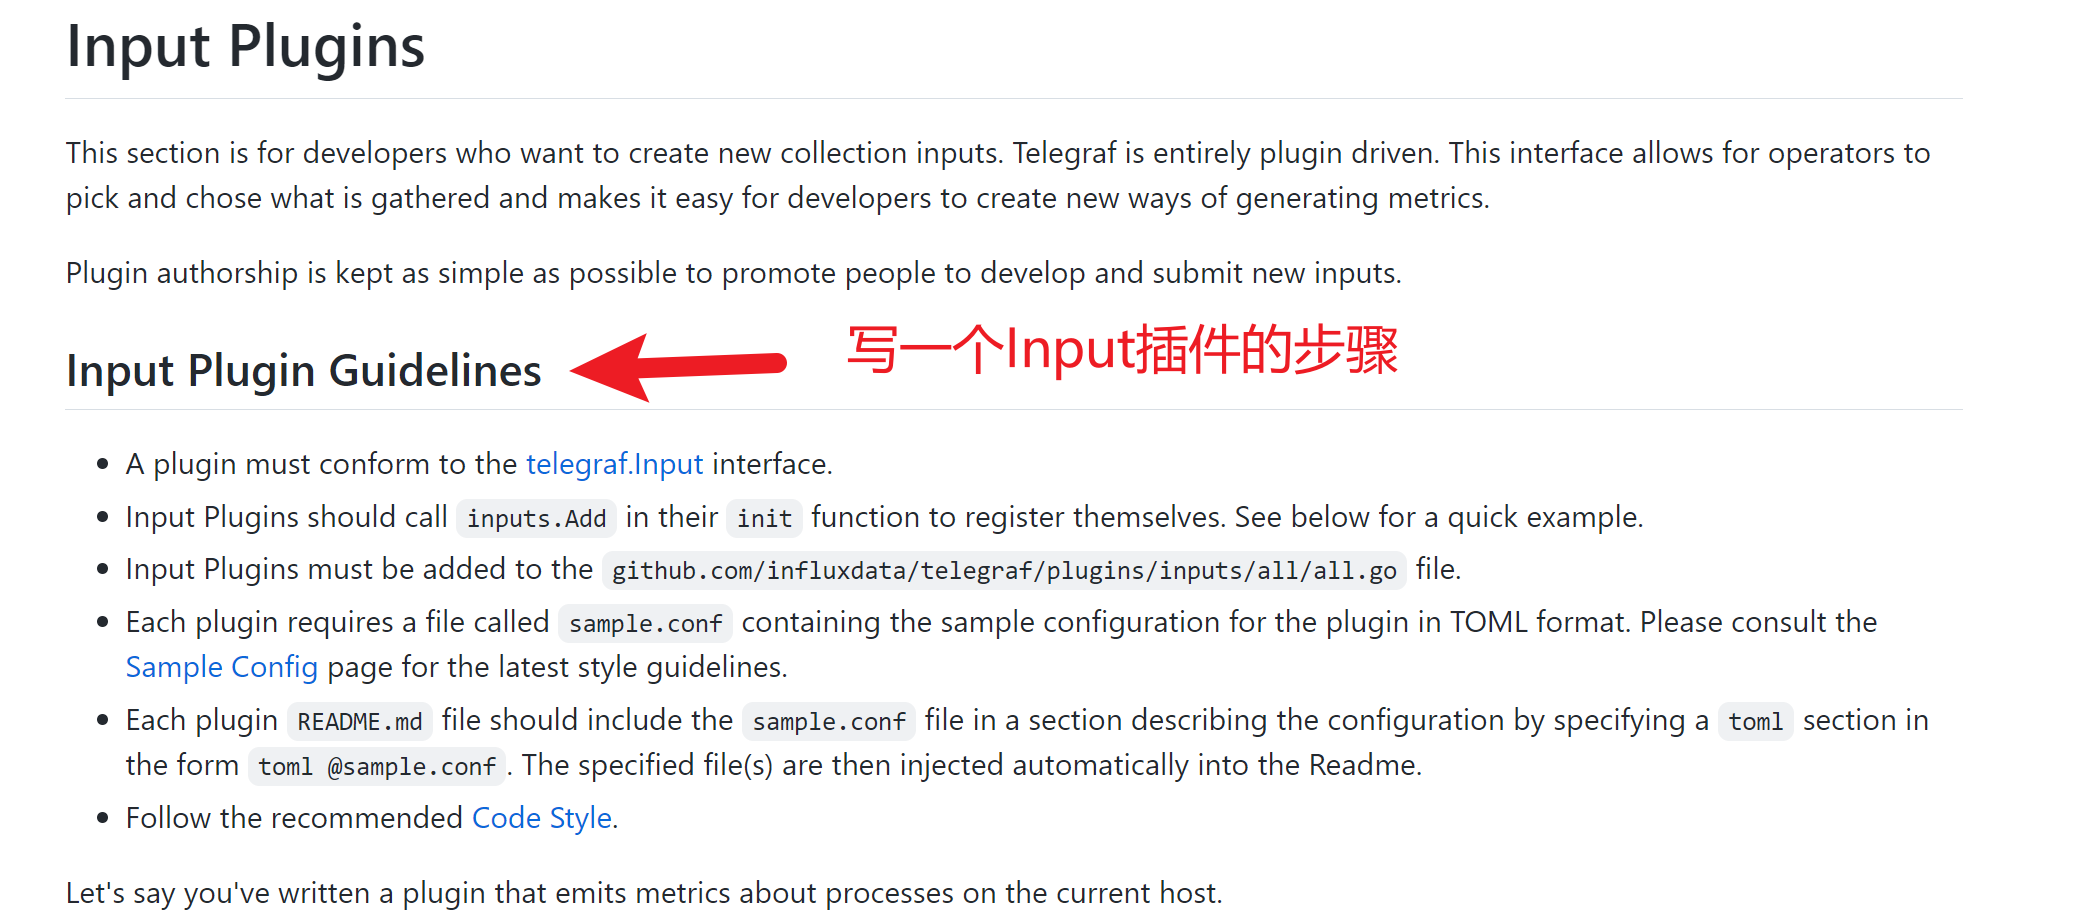 Input Plugins
This section is for developers who want to create new collection inputs. Telegraf is entirely plugin driven. This interface allows for operators to
pick and chose what is gathered and makes it easy for developers to create new ways of generating metrics.
Plugin authorship is kept as simple as possible to promote people to develop and submit new inputs.
Input Plugin Guidelines
写一个Input插件的步骤
• A plugin must conform to the telegraf.Input interface.
• Input Plugins should call inputs.Add in their init function to register themselves. See below for a quick example.
• Input Plugins must be added to the github.com/influxdata/telegraf/plugins/inputs/all/all.go file.
• Each plugin requires a file called sample.conf containing the sample configuration for the plugin in TOML format. Please consult the
Sample Config page for the latest style guidelines.
• Each plugin README.md file should include the sample.conf file in a section describing the configuration by specifying a toml section in
the form toml @sample.conf. The specified file(s) are then injected automatically into the Readme.
• Follow the recommended Code Style.
Let's say you've written a plugin that emits metrics about processes on the current host.